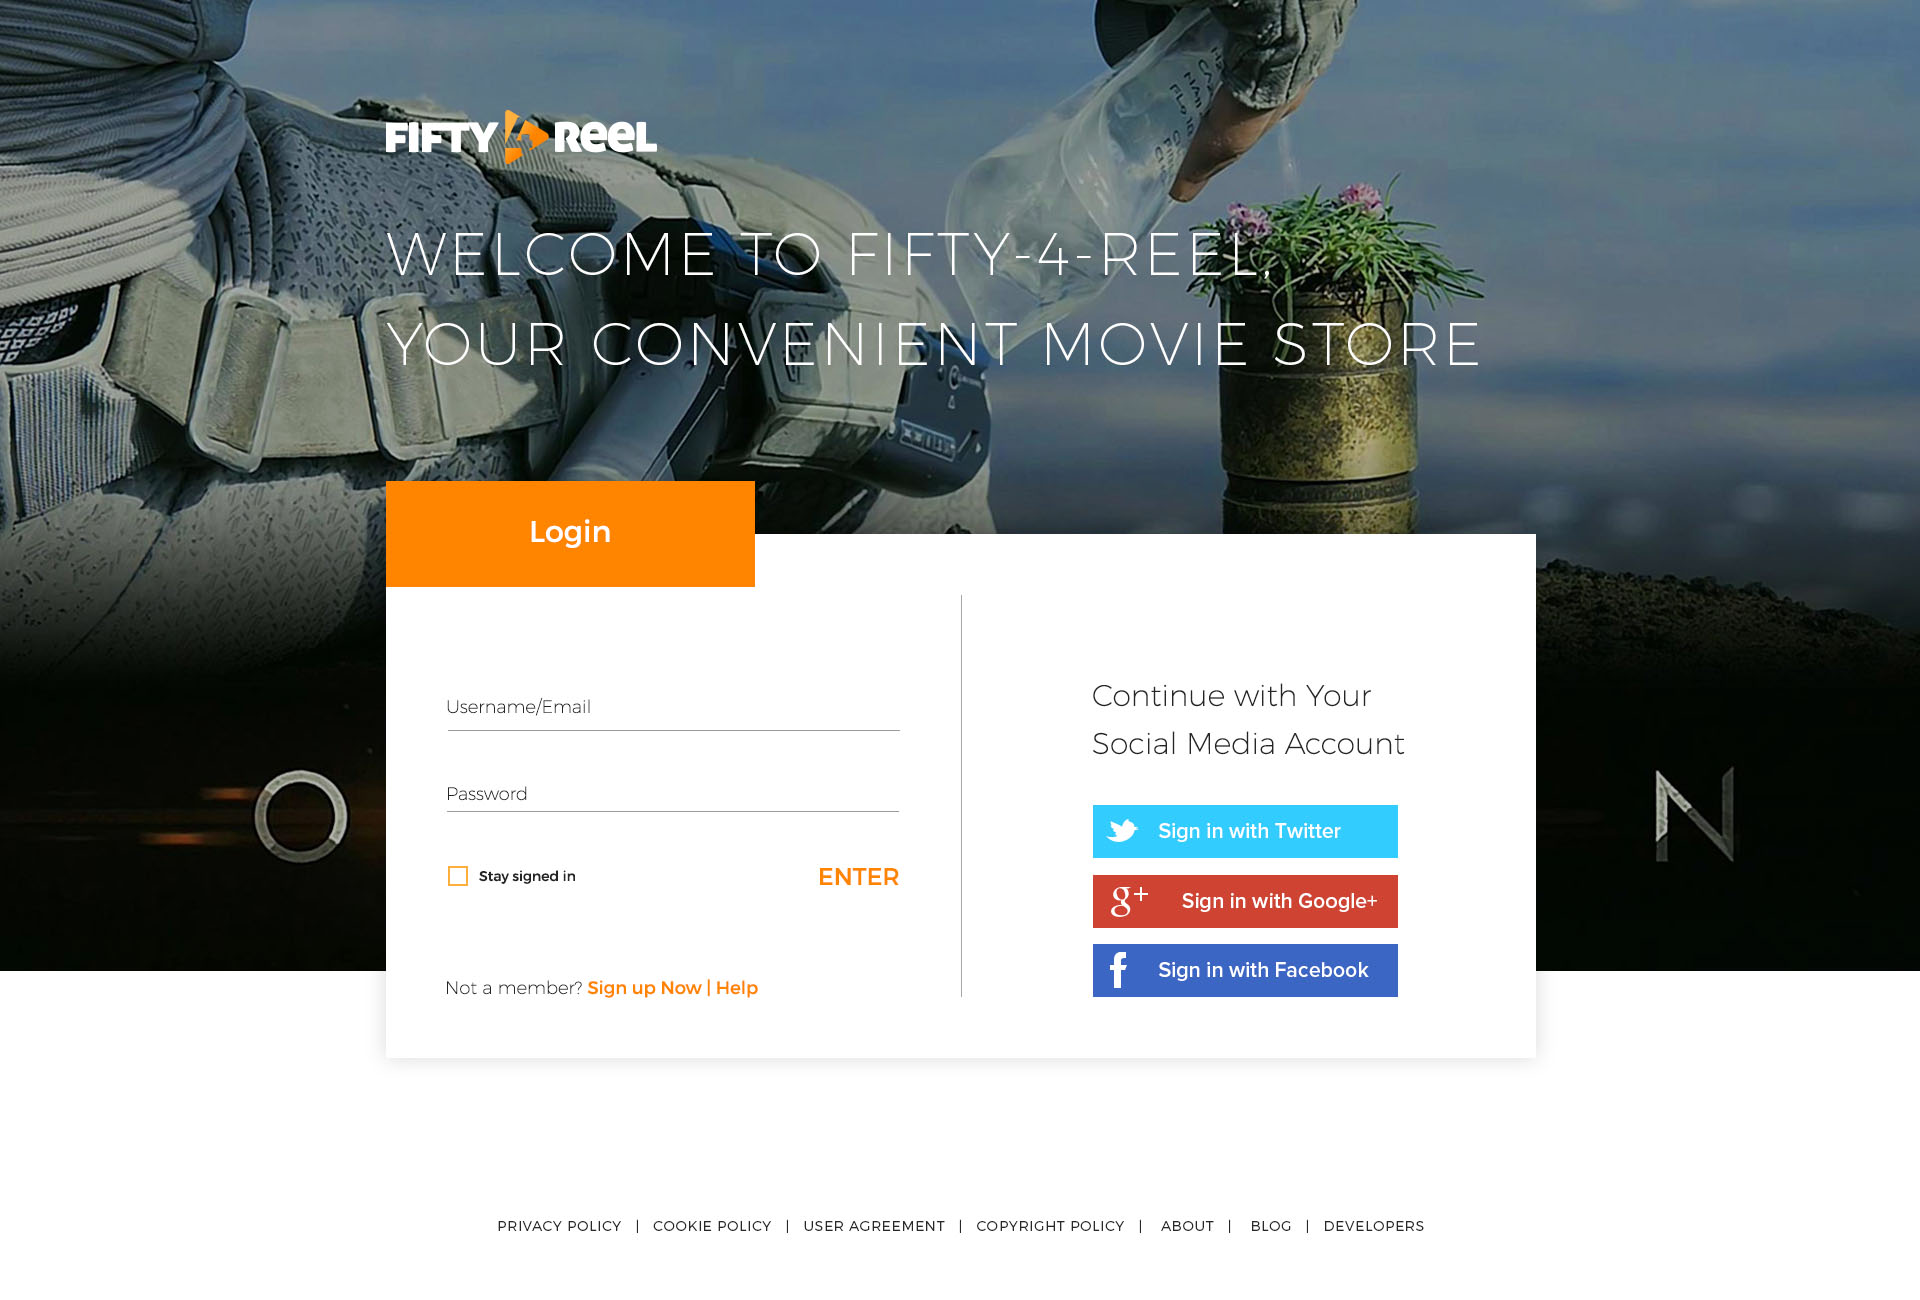 FIFTY 4 REEL
WELCOME TO FIFTY-4-REEL,
YOUR CONVENIENT MOVIE STORE
Login
Username/Email
Password
Stay signed in
ENTER
Not a member? Sign up Now | Help
Continue with Your
Social Media Account
Sign in with Twitter
g+ Sign in with Google+
f Sign in with Facebook
O N
PRIVACY POLICY | COOKIE POLICY | USER AGREEMENT | COPYRIGHT POLICY | ABOUT | BLOG | DEVELOPERS